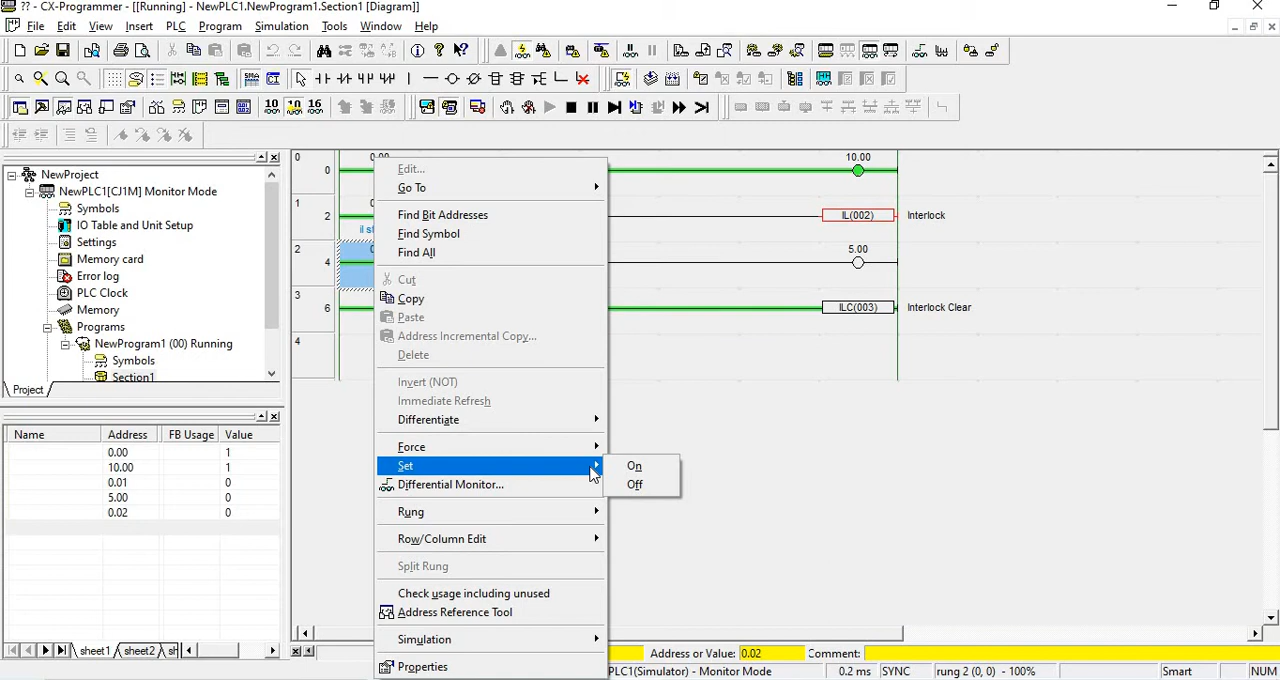 ?? - CX-Programmer - [[Running] - NewPLC1.NewProgram1.Section1 [Diagram]]
File Edit View Insert PLC Program Simulation Tools Window Help
10 10 16
NewProject
NewPLC1[CJ1M] Monitor Mode
Symbols
IO Table and Unit Setup
Settings
Memory card
Error log
PLC Clock
Memory
Programs
NewProgram1 (00) Running
Symbols
Section1
Project
Name Address FB Usage Value
0.00 1
10.00 1
0.01 0
5.00 0
0.02 0
sheet1 sheet2 sh
0 0 10.00
1 2 IL(002) Interlock
2 4 5.00
3 6 ILC(003) Interlock Clear
4
Edit...
Go To
Find Bit Addresses
Find Symbol
Find All
Cut
Copy
Paste
Address Incremental Copy...
Delete
Invert (NOT)
Immediate Refresh
Differentiate
Force
Set
Differential Monitor...
Rung
Row/Column Edit
Split Rung
Check usage including unused
Address Reference Tool
Simulation
Properties
On
Off
Address or Value: 0.02 Comment:
PLC1(Simulator) - Monitor Mode 0.2 ms SYNC rung 2 (0, 0) - 100% Smart NUM